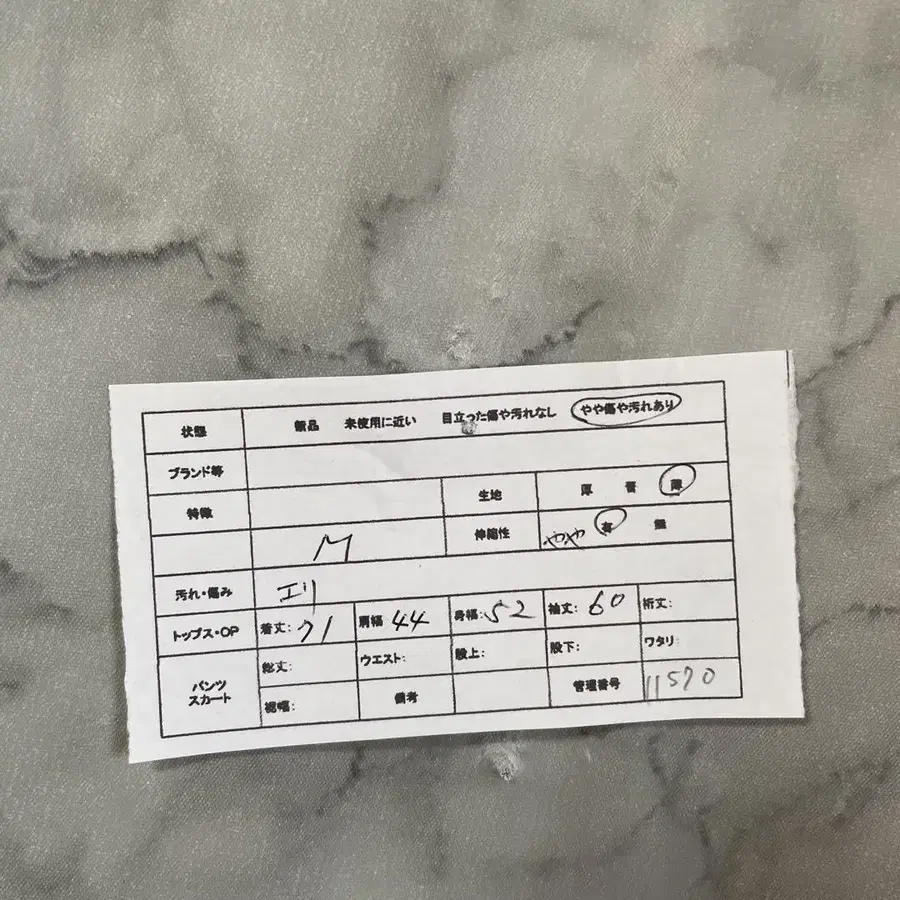 状態 新品 未使用に近い 目立った傷や汚れなし やや傷や汚れあり
ブランド等
特徴 生地 厚 普 薄
M 伸縮性 やや 有 無
汚れ・傷み エリ
トップス・OP 着丈: 71 肩幅 44 身幅: 52 袖丈: 60 裄丈:
パンツ スカート 総丈: ウエスト: 股上: 股下: ワタリ:
裾幅: 備考 管理番号 11570